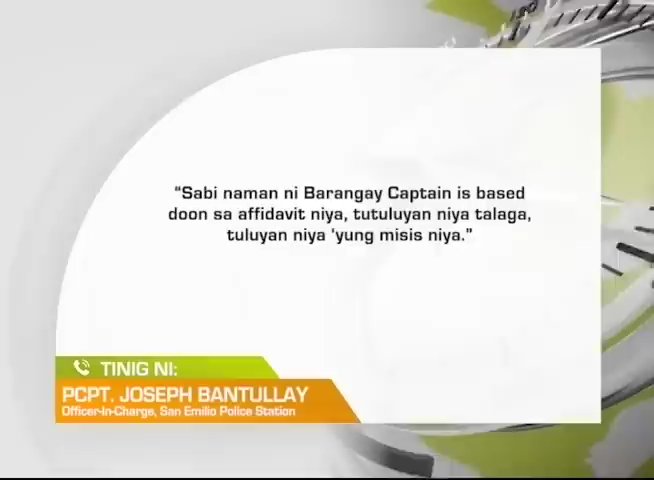 “Sabi naman ni Barangay Captain is based
doon sa affidavit niya, tutuluyan niya talaga,
tuluyan niya ‘yung misis niya.”
TINIG NI:
PCPT. JOSEPH BANTULLAY
Officer-In-Charge, San Emilio Police Station